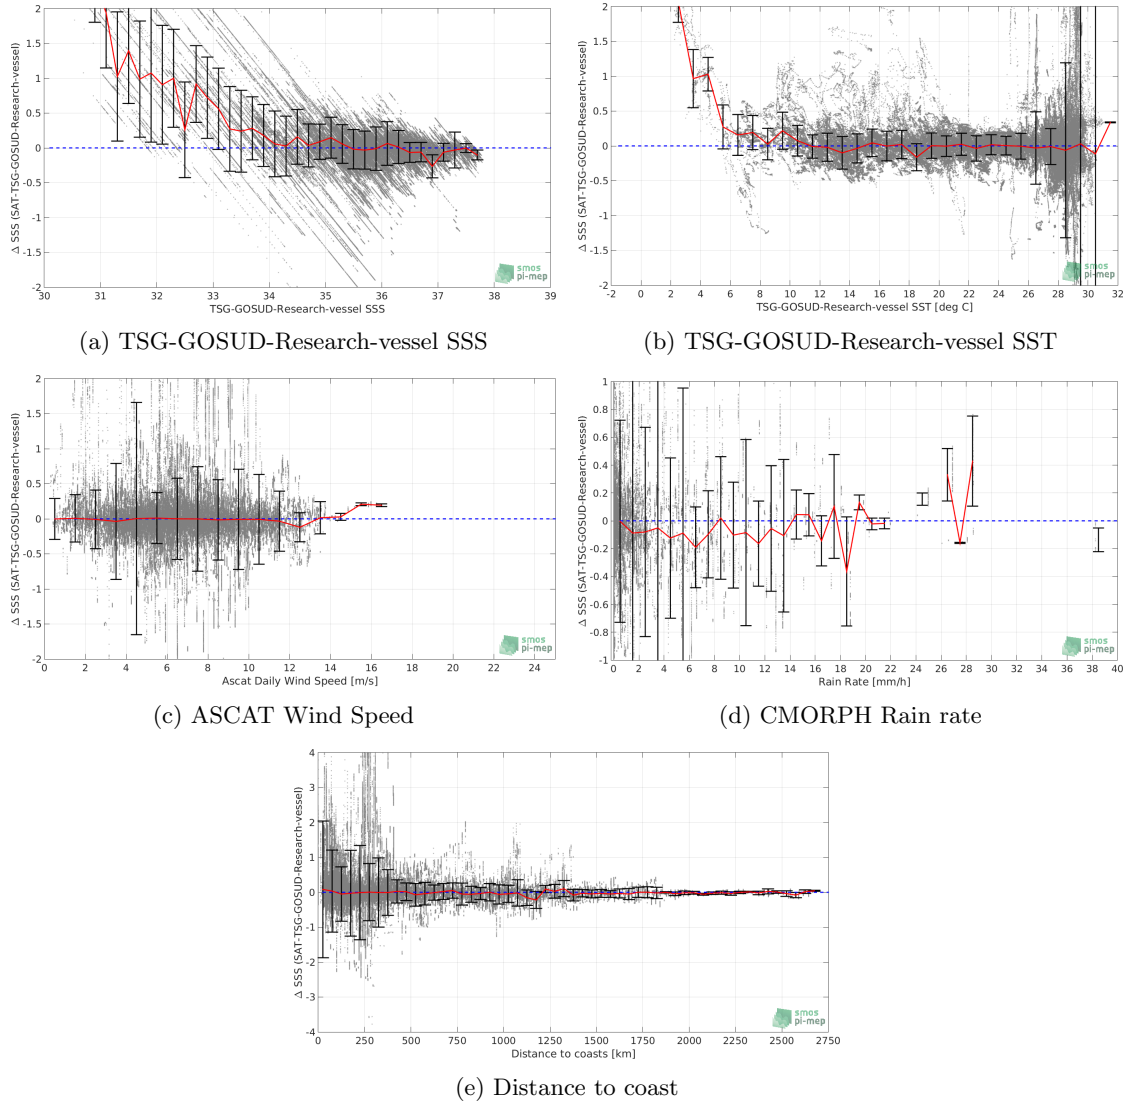 2
1.5
1
0.5
0
-0.5
-1
-1.5
-2
Δ SSS (SAT-TSG-GOSUD-Research-vessel)
30 31 32 33 34 35 36 37 38 39
TSG-GOSUD-Research-vessel SSS
smos
pi-mep
(a) TSG-GOSUD-Research-vessel SSS
2
1.5
1
0.5
0
-0.5
-1
-1.5
-2
Δ SSS (SAT-TSG-GOSUD-Research-vessel)
-2 0 2 4 6 8 10 12 14 16 18 20 22 24 26 28 30 32
TSG-GOSUD-Research-vessel SST [deg C]
smos
pi-mep
(b) TSG-GOSUD-Research-vessel SST
2
1.5
1
0.5
0
-0.5
-1
-1.5
-2
Δ SSS (SAT-TSG-GOSUD-Research-vessel)
0 2 4 6 8 10 12 14 16 18 20 22 24
Ascat Daily Wind Speed [m/s]
smos
pi-mep
(c) ASCAT Wind Speed
1
0.8
0.6
0.4
0.2
0
-0.2
-0.4
-0.6
-0.8
-1
Δ SSS (SAT-TSG-GOSUD-Research-vessel)
0 2 4 6 8 10 12 14 16 18 20 22 24 26 28 30 32 34 36 38 40
Rain Rate [mm/h]
smos
pi-mep
(d) CMORPH Rain rate
4
3
2
1
0
-1
-2
-3
-4
Δ SSS (SAT-TSG-GOSUD-Research-vessel)
0 250 500 750 1000 1250 1500 1750 2000 2250 2500 2750
Distance to coasts [km]
smos
pi-mep
(e) Distance to coast